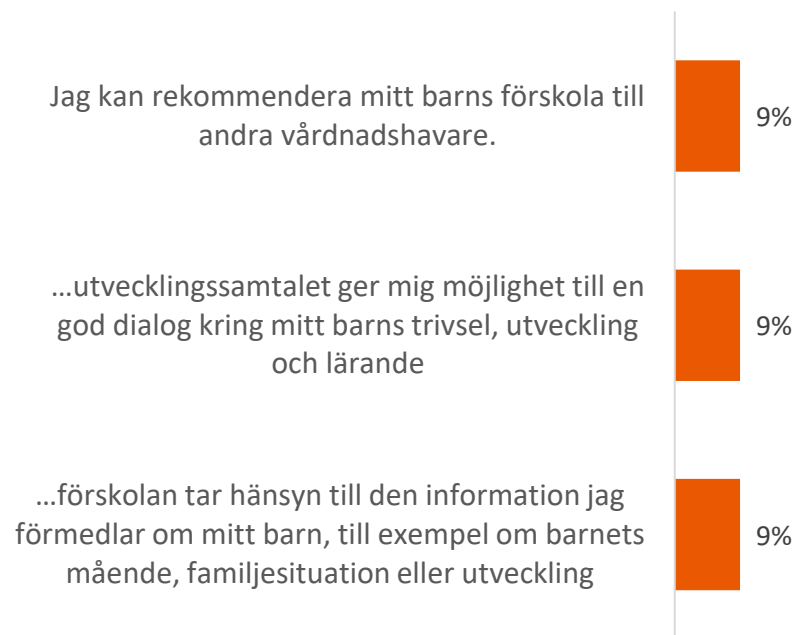 Jag kan rekommendera mitt barns förskola till
andra vårdnadshavare.
9%
...utvecklingssamtalet ger mig möjlighet till en
god dialog kring mitt barns trivsel, utveckling
och lärande
9%
...förskolan tar hänsyn till den information jag
förmedlar om mitt barn, till exempel om barnets
mående, familjesituation eller utveckling
9%